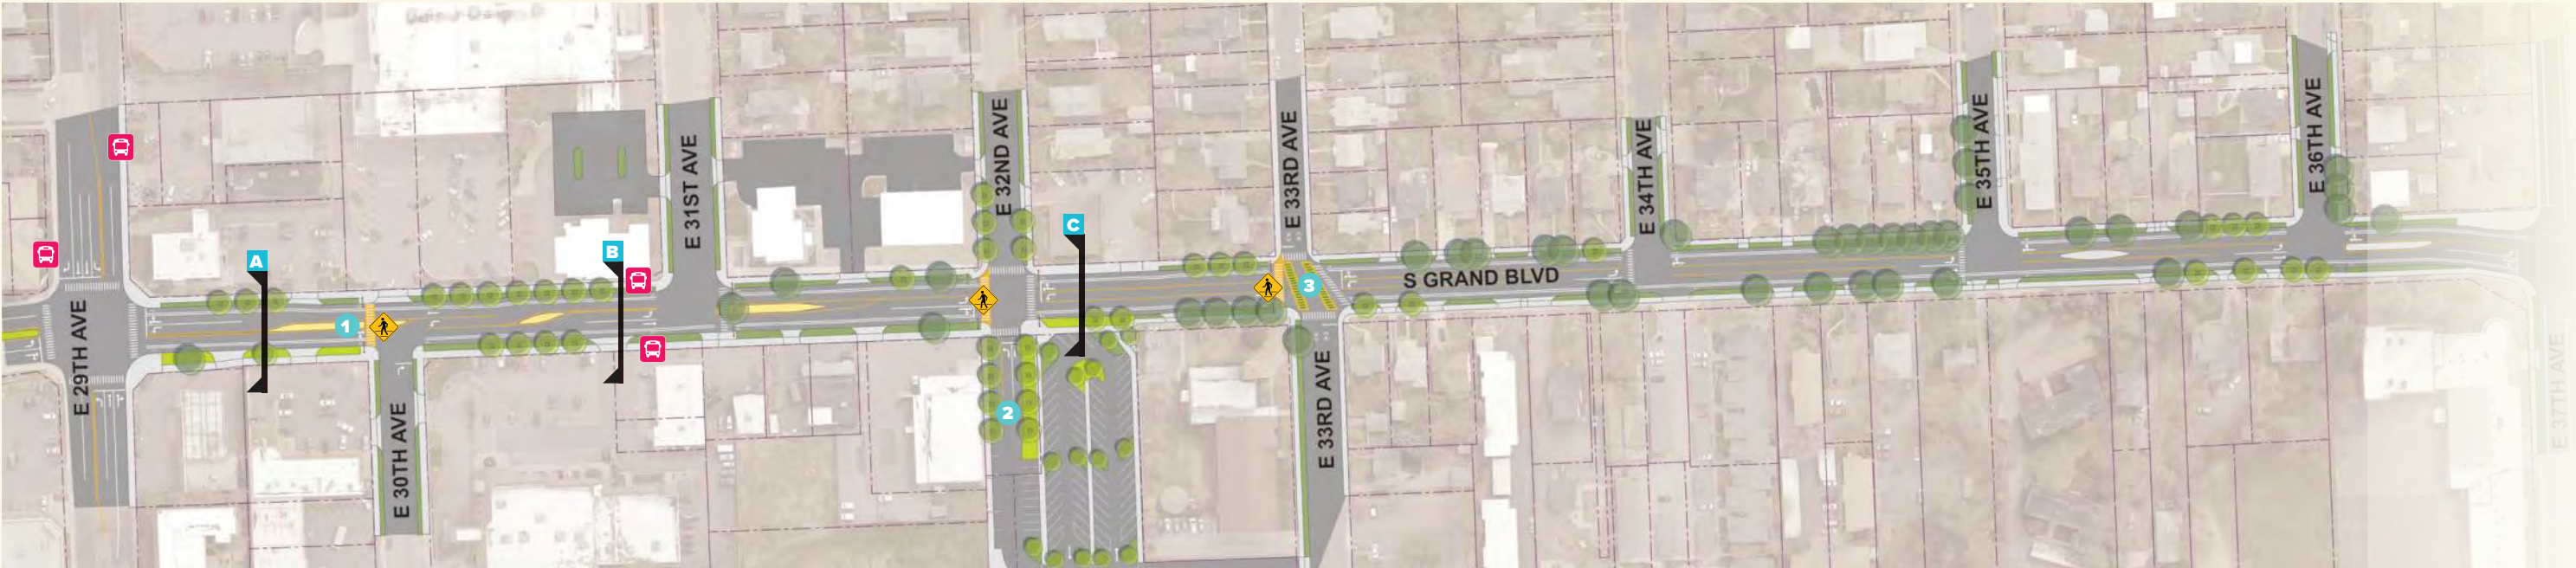 E 29TH AVE
A
1
E 30TH AVE
B
E 31ST AVE
E 32ND AVE
2
C
E 33RD AVE
3
E 33RD AVE
S GRAND BLVD
E 34TH AVE
E 35TH AVE
E 36TH AVE
E 37TH AVE